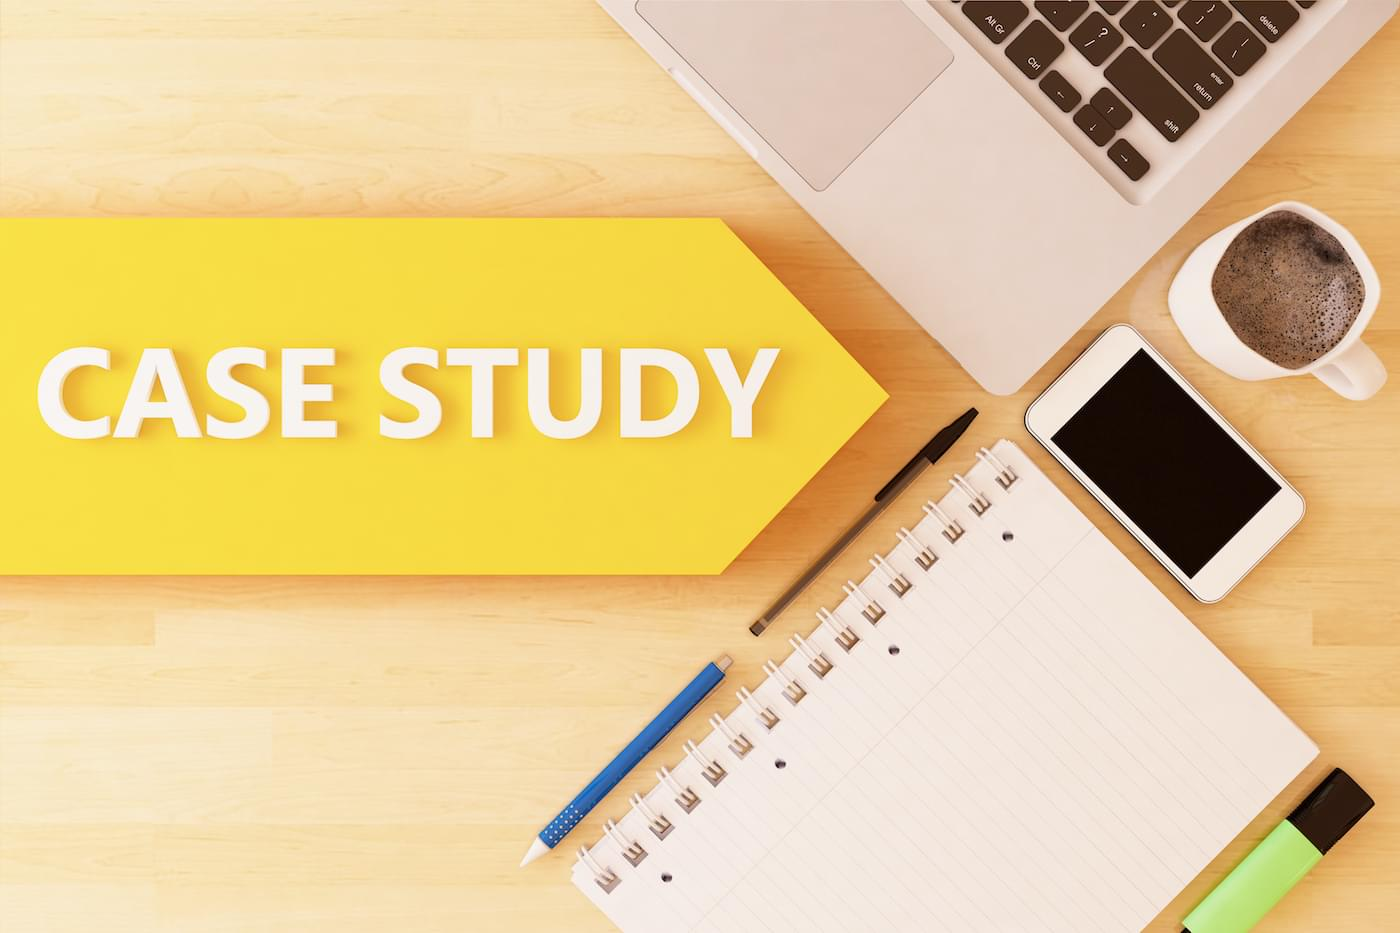 CASE STUDY
Alt Gr
Ctrl
?
/
"
'
}
]
|
\
delete
enter
return
shift
←
↑
↓
→